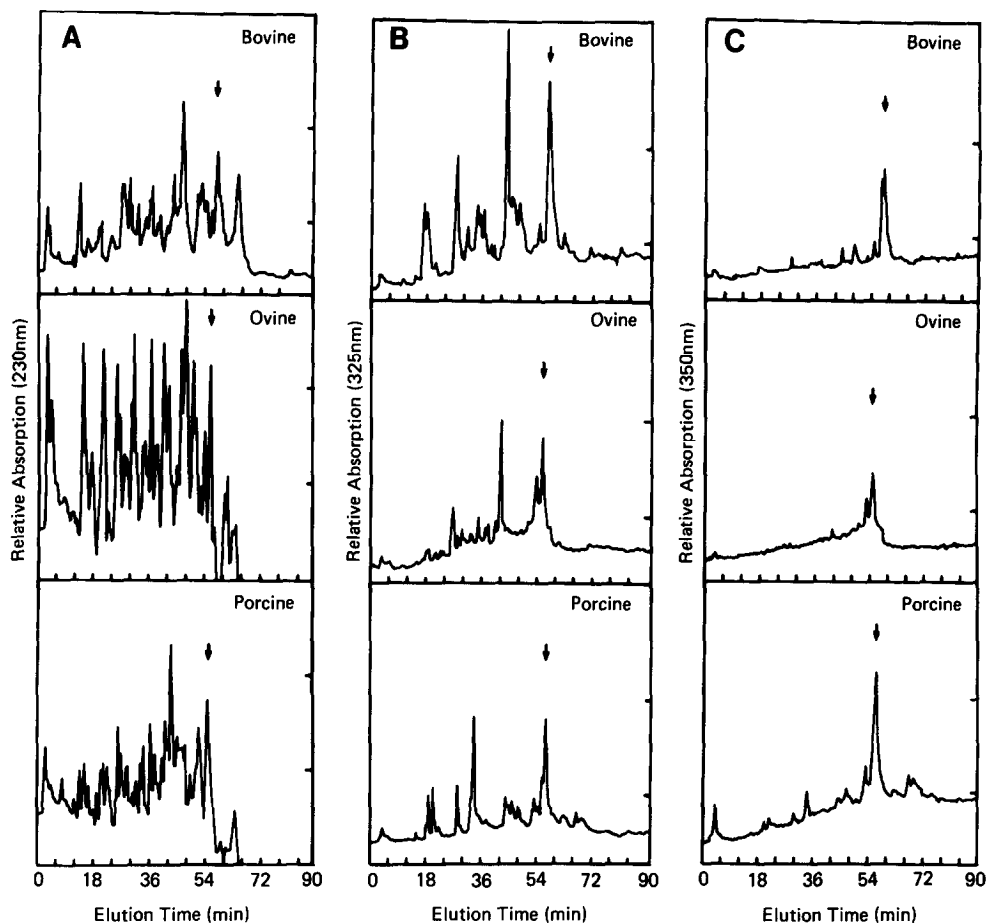 A
Bovine
B
Bovine
C
Bovine
Relative Absorption (230nm)
Ovine
Relative Absorption (325nm)
Ovine
Relative Absorption (350nm)
Ovine
Porcine
Porcine
Porcine
0 18 36 54 72 90
0 18 36 54 72 90
0 18 36 54 72 90
Elution Time (min)
Elution Time (min)
Elution Time (min)